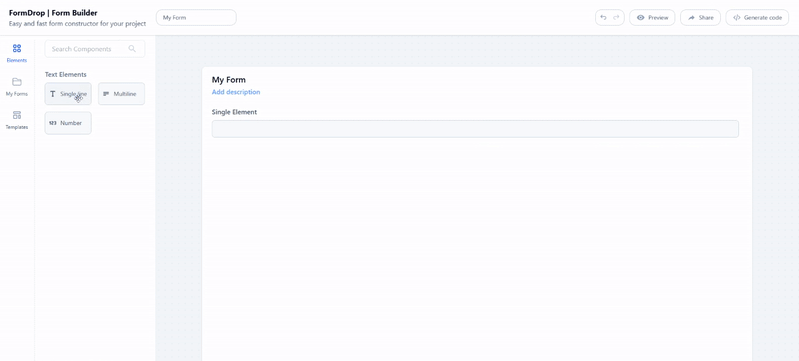 FormDrop | Form Builder
Easy and fast form constructor for your project
My Form
Preview
Share
Generate code
Elements
My Forms
Templates
Search Components
Text Elements
Single line
Multiline
123 Number
My Form
Add description
Single Element